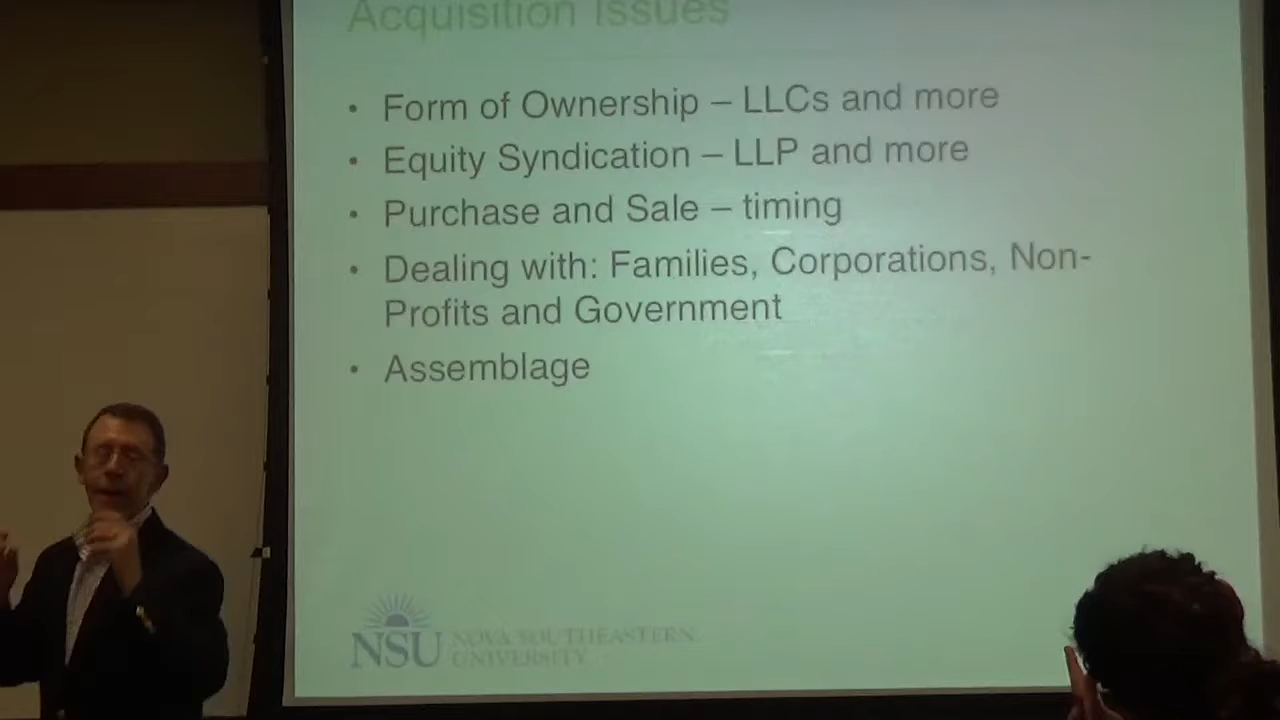 Acquisition Issues
• Form of Ownership – LLCs and more
• Equity Syndication – LLP and more
• Purchase and Sale – timing
• Dealing with: Families, Corporations, Non-
Profits and Government
• Assemblage
NSU NOVA SOUTHEASTERN
UNIVERSITY